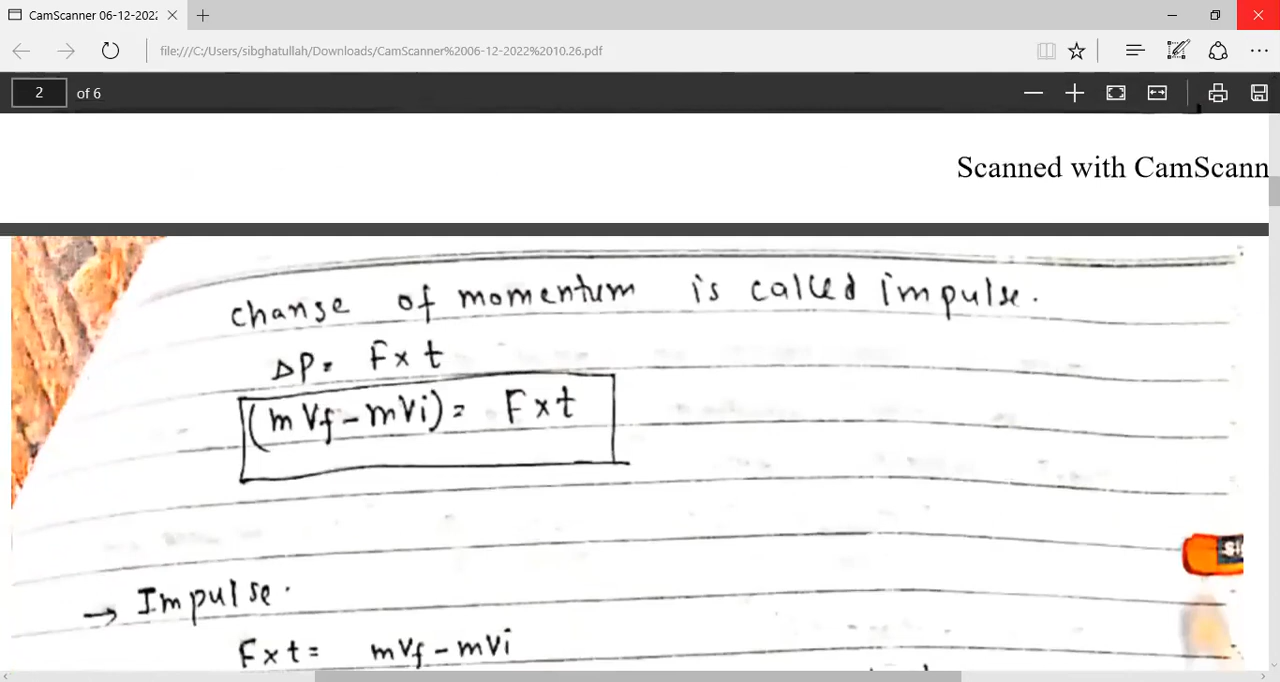 CamScanner 06-12-202
file:///C:/Users/sibghatullah/Downloads/CamScanner%2006-12-2022%2010.26.pdf
2 of 6
Scanned with CamScann
change of momentum is called impulse.
ΔP = F x t
(mVf - mVi) = F x t
→ Impulse.
F x t = mVf - mVi